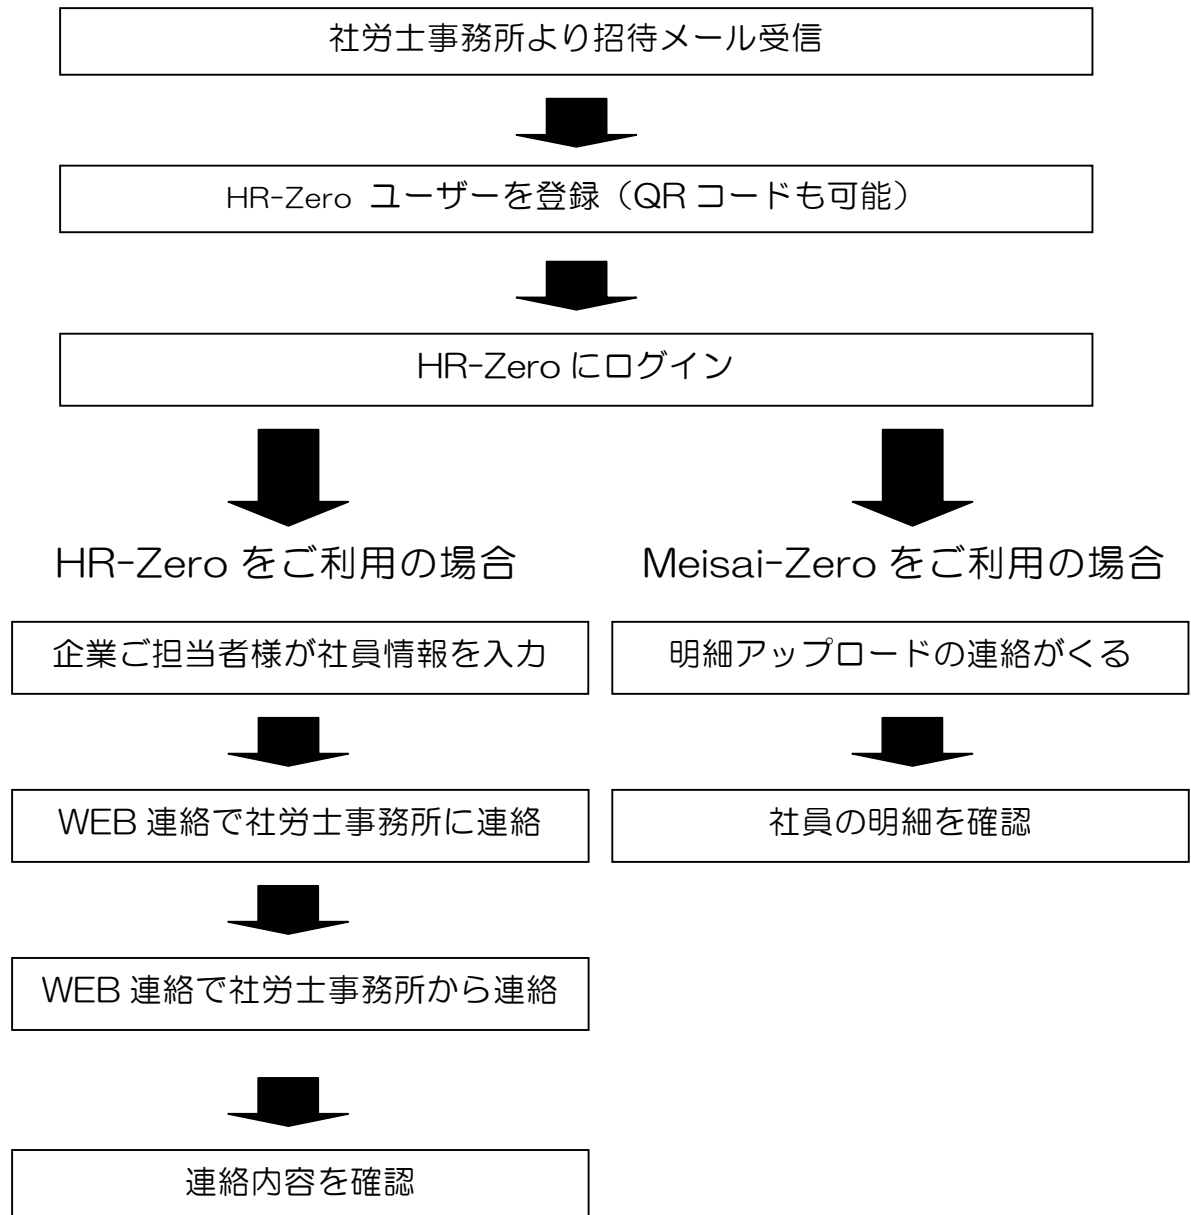 社労士事務所より招待メール受信
HR-Zero ユーザーを登録（QR コードも可能）
HR-Zero にログイン
HR-Zero をご利用の場合
企業ご担当者様が社員情報を入力
WEB 連絡で社労士事務所に連絡
WEB 連絡で社労士事務所から連絡
連絡内容を確認
Meisai-Zero をご利用の場合
明細アップロードの連絡がくる
社員の明細を確認